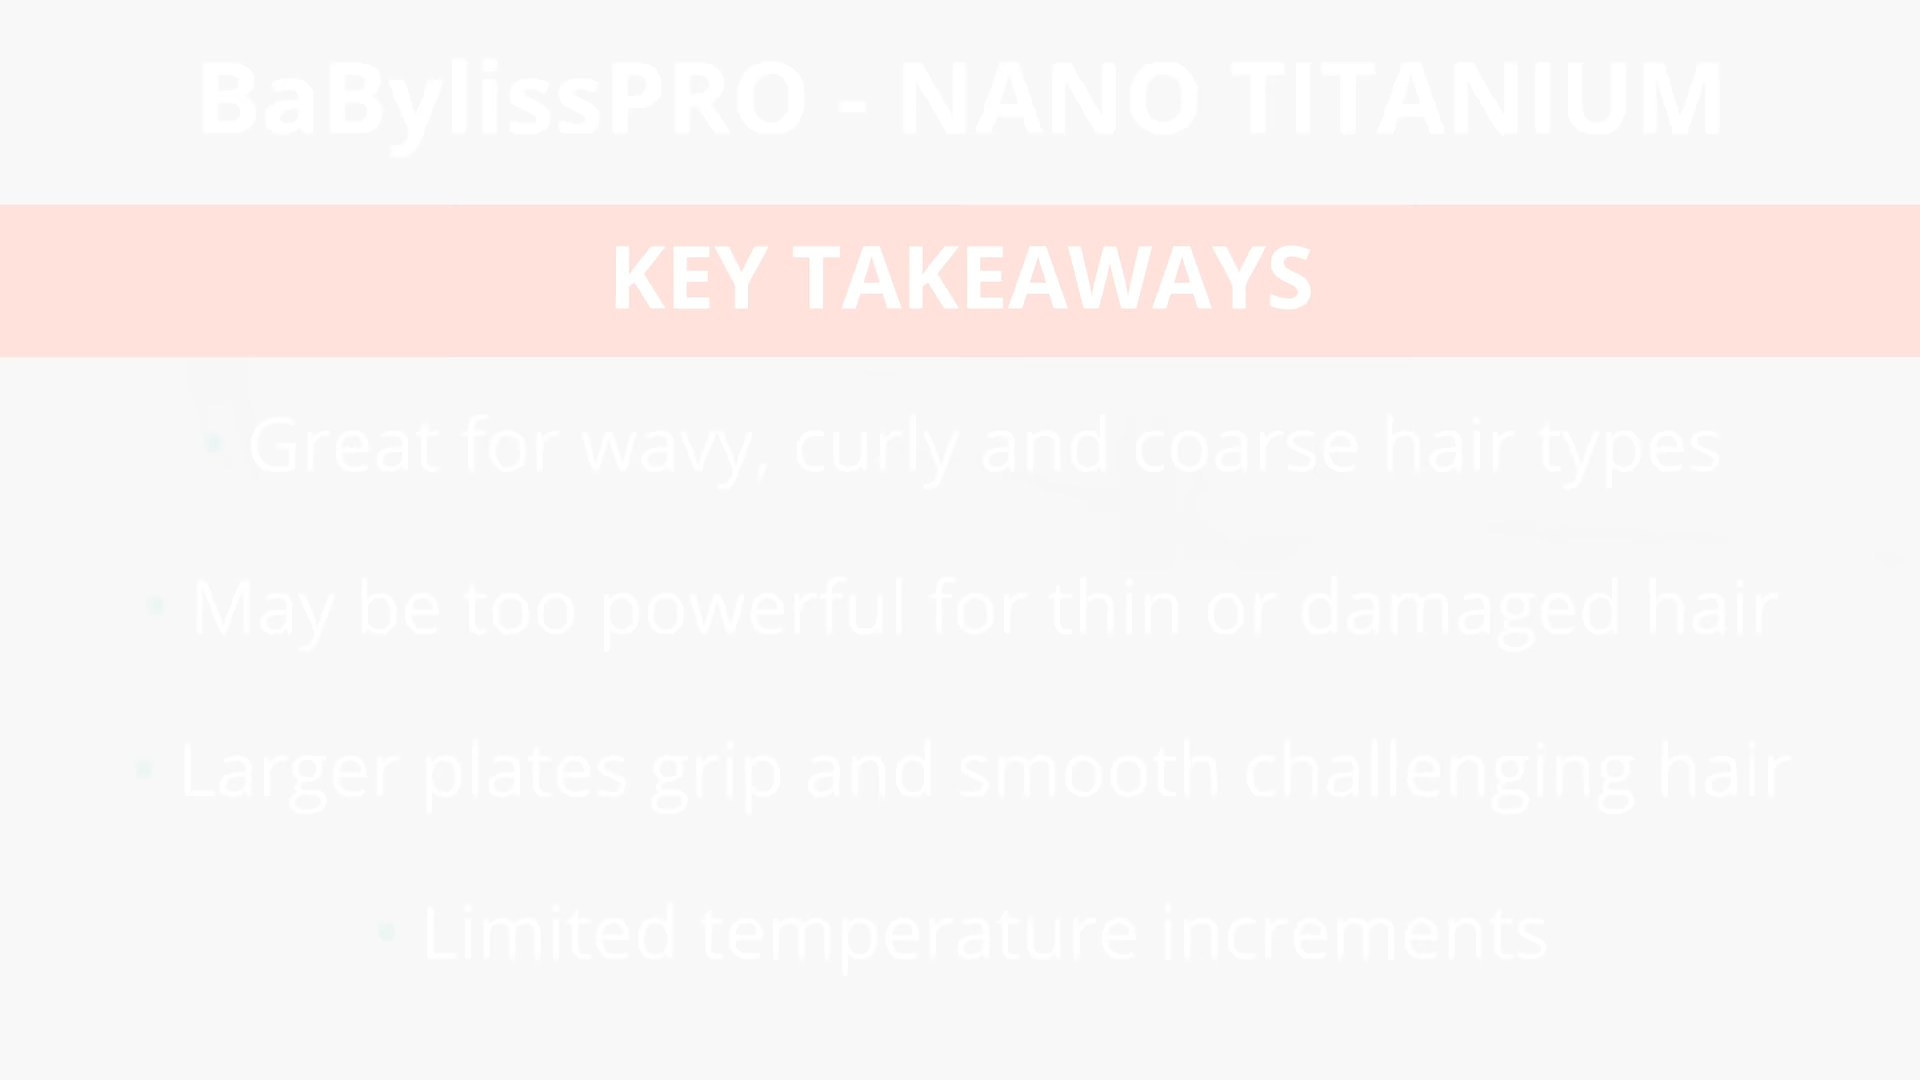 BaBylissPRO - NANO TITANIUM
KEY TAKEAWAYS
• Great for wavy, curly and coarse hair types
• May be too powerful for thin or damaged hair
• Larger plates grip and smooth challenging hair
• Limited temperature increments